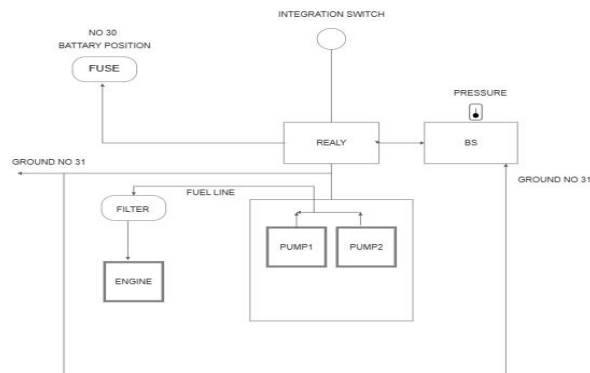 INTEGRATION SWITCH
NO 30
BATTARY POSITION
FUSE
PRESSURE
REALY
BS
GROUND NO 31
GROUND NO 31
FUEL LINE
FILTER
PUMP1
PUMP2
ENGINE